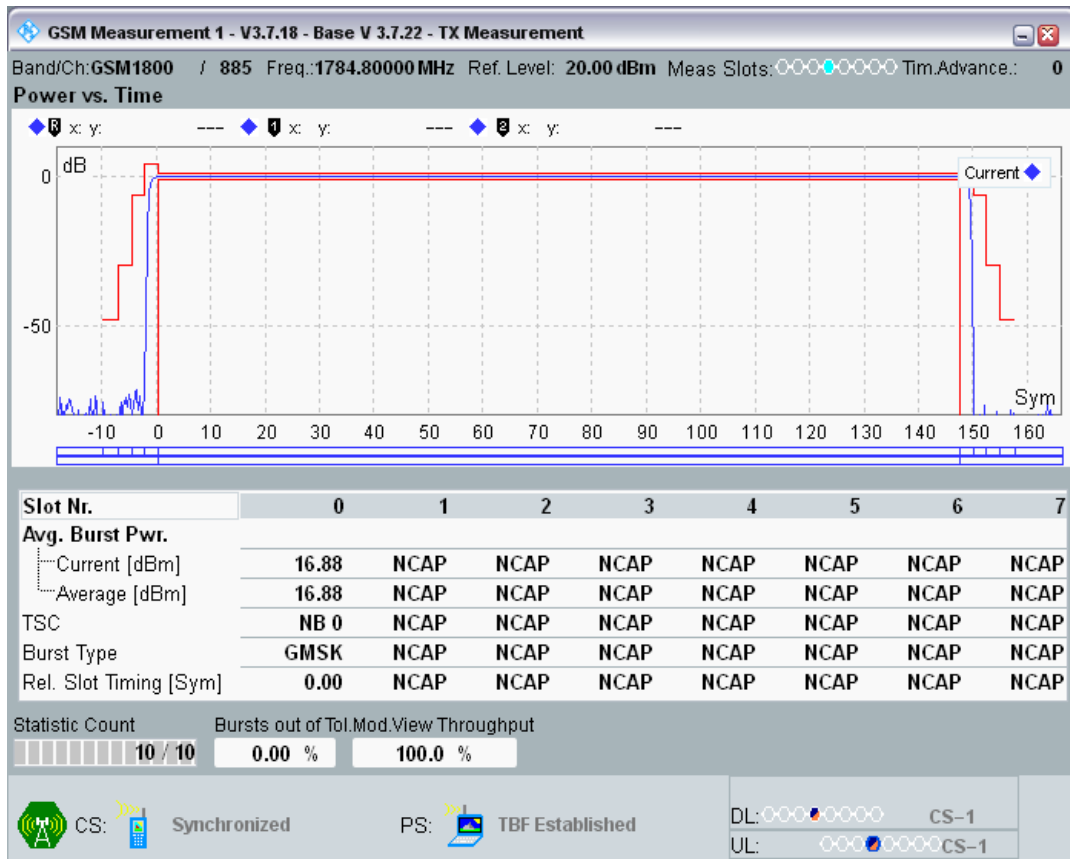 GSM Measurement 1 - V3.7.18 - Base V 3.7.22 - TX Measurement
Band/Ch:GSM1800 / 885 Freq.:1784.80000 MHz Ref. Level: 20.00 dBm Meas Slots: Tim.Advance.: 0
Power vs. Time
R x: y: --- 1 x: y: --- 2 x: y: ---
dB
Current
0
-50
Sym
-10 0 10 20 30 40 50 60 70 80 90 100 110 120 130 140 150 160
Slot Nr. 0 1 2 3 4 5 6 7
Avg. Burst Pwr.
Current [dBm] 16.88 NCAP NCAP NCAP NCAP NCAP NCAP NCAP
Average [dBm] 16.88 NCAP NCAP NCAP NCAP NCAP NCAP NCAP
TSC NB 0 NCAP NCAP NCAP NCAP NCAP NCAP NCAP
Burst Type GMSK NCAP NCAP NCAP NCAP NCAP NCAP NCAP
Rel. Slot Timing [Sym] 0.00 NCAP NCAP NCAP NCAP NCAP NCAP NCAP
Statistic Count Bursts out of Tol. Mod.View Throughput
10 / 10 0.00 % 100.0 %
CS: Synchronized PS: TBF Established DL: CS-1
UL: CS-1